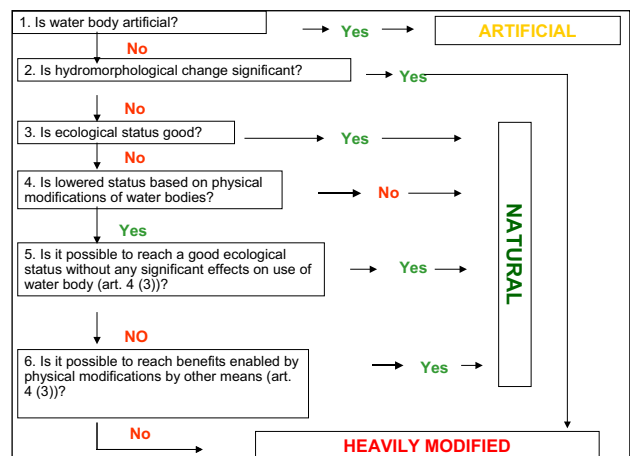 1. Is water body artificial?
Yes
ARTIFICIAL
No
2. Is hydromorphological change significant?
Yes
No
3. Is ecological status good?
Yes
No
4. Is lowered status based on physical
modifications of water bodies?
No
Yes
5. Is it possible to reach a good ecological
status without any significant effects on use of
water body (art. 4 (3))?
Yes
NATURAL
NO
6. Is it possible to reach benefits enabled by
physical modifications by other means (art.
4 (3))?
Yes
No
HEAVILY MODIFIED